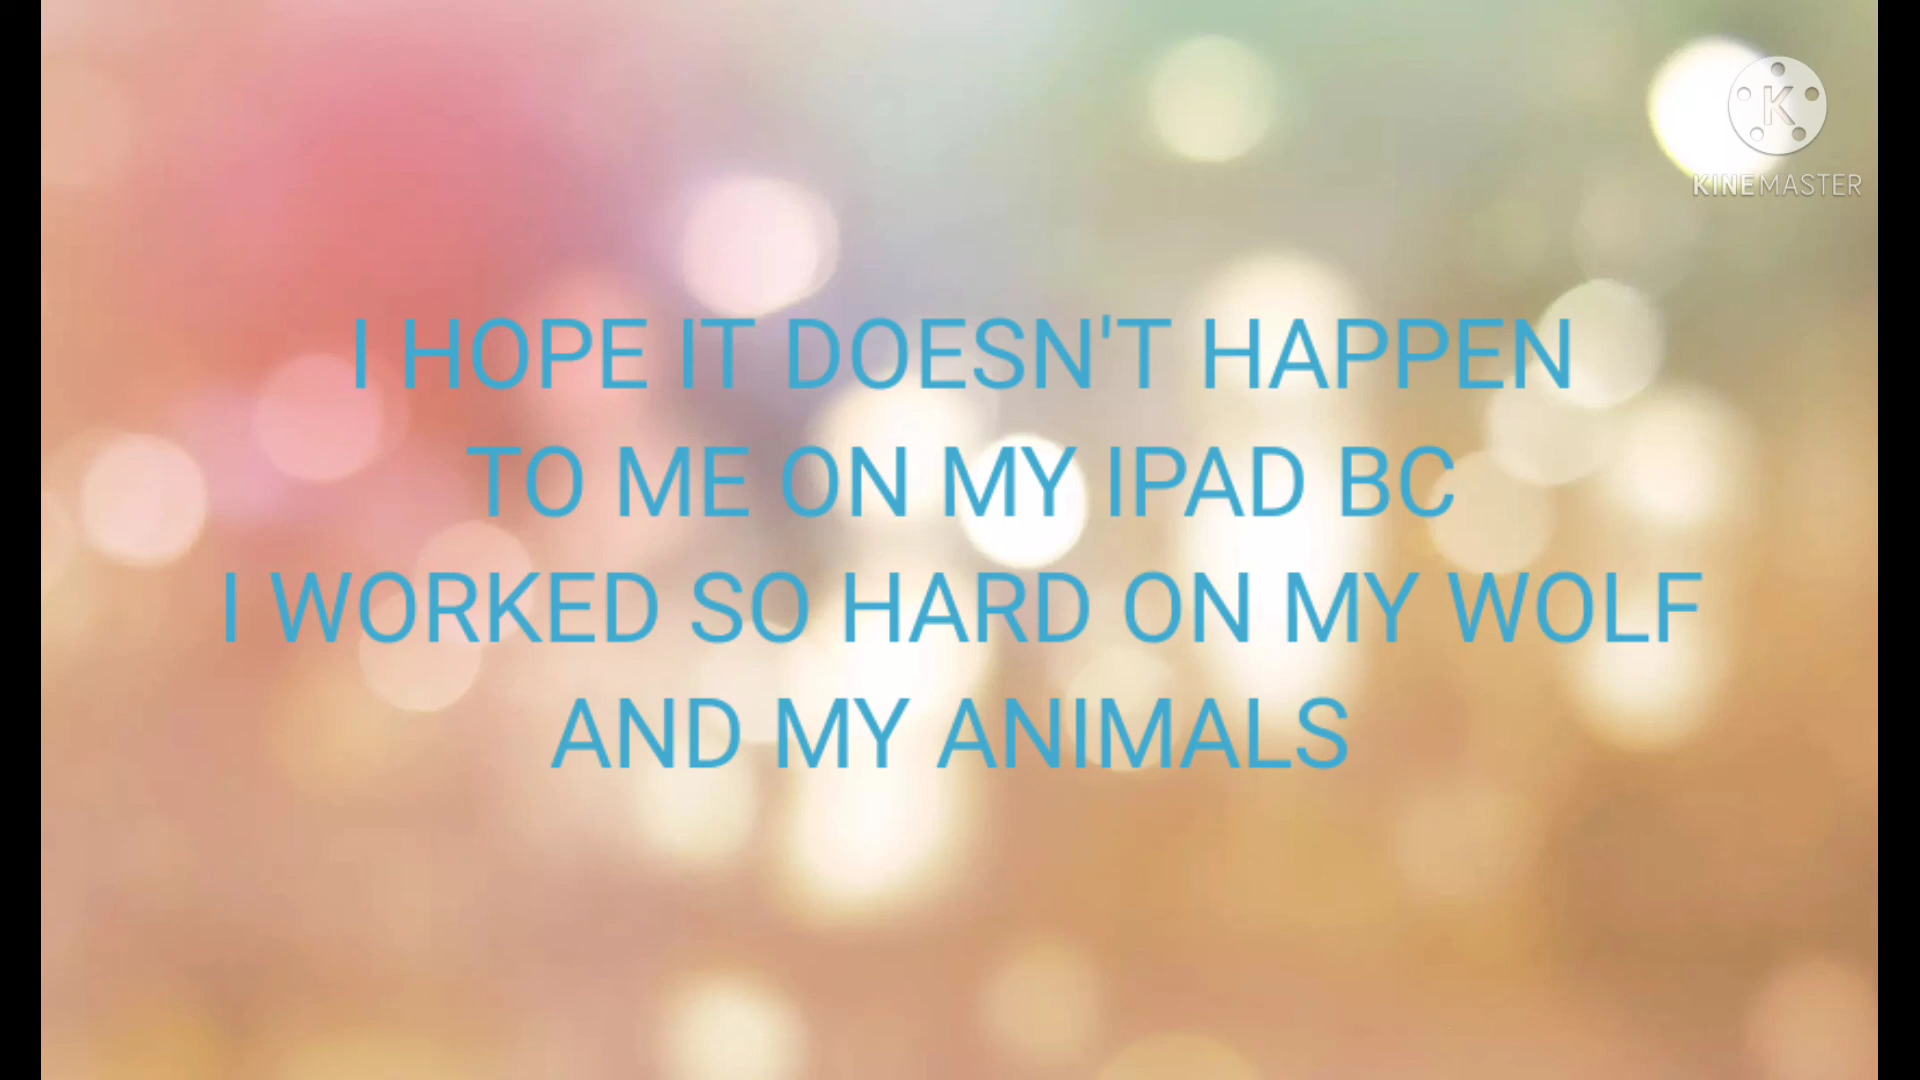 KINEMASTER
I HOPE IT DOESN'T HAPPEN
TO ME ON MY IPAD BC
I WORKED SO HARD ON MY WOLF
AND MY ANIMALS